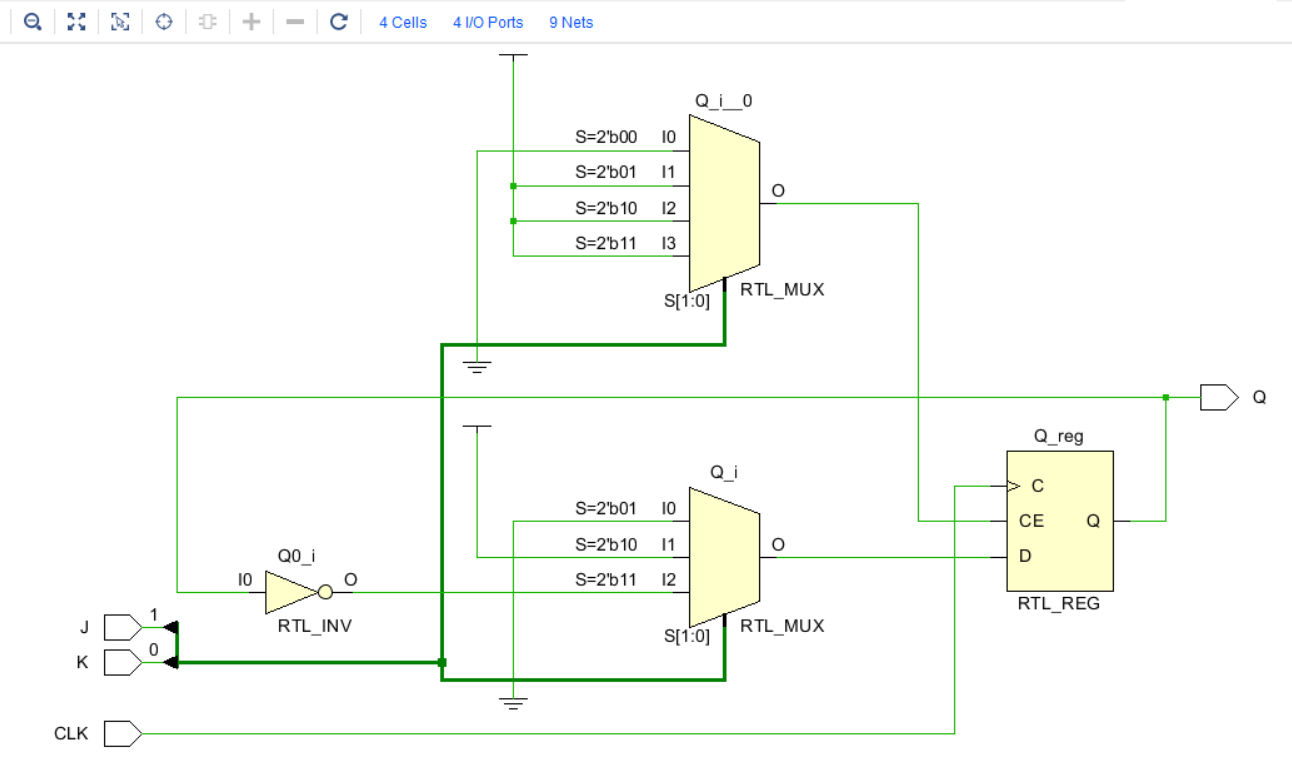 4 Cells 4 I/O Ports 9 Nets
Q_i__0
S=2'b00 I0
S=2'b01 I1
S=2'b10 I2
S=2'b11 I3
O
S[1:0]
RTL_MUX
Q
Q_reg
C
CE
D
Q
RTL_REG
Q_i
S=2'b01 I0
S=2'b10 I1
S=2'b11 I2
O
S[1:0]
RTL_MUX
Q0_i
I0
O
RTL_INV
J 1
K 0
CLK